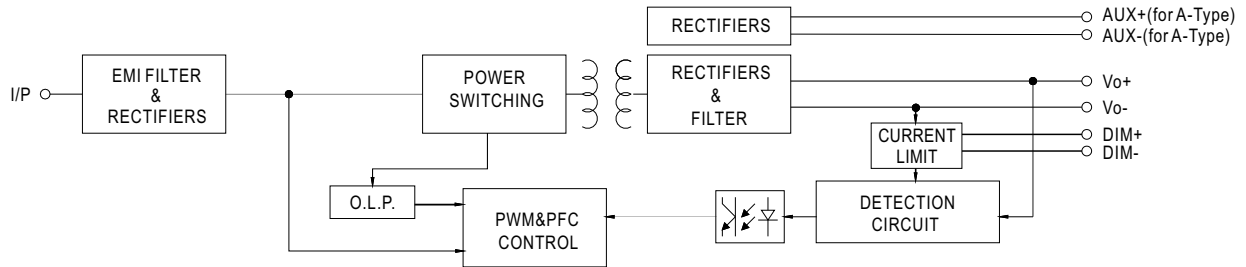 RECTIFIERS
AUX+(for A-Type)
AUX-(for A-Type)
I/P
EMI FILTER
&
RECTIFIERS
POWER
SWITCHING
RECTIFIERS
&
FILTER
Vo+
Vo-
CURRENT
LIMIT
DIM+
DIM-
O.L.P.
PWM&PFC
CONTROL
DETECTION
CIRCUIT